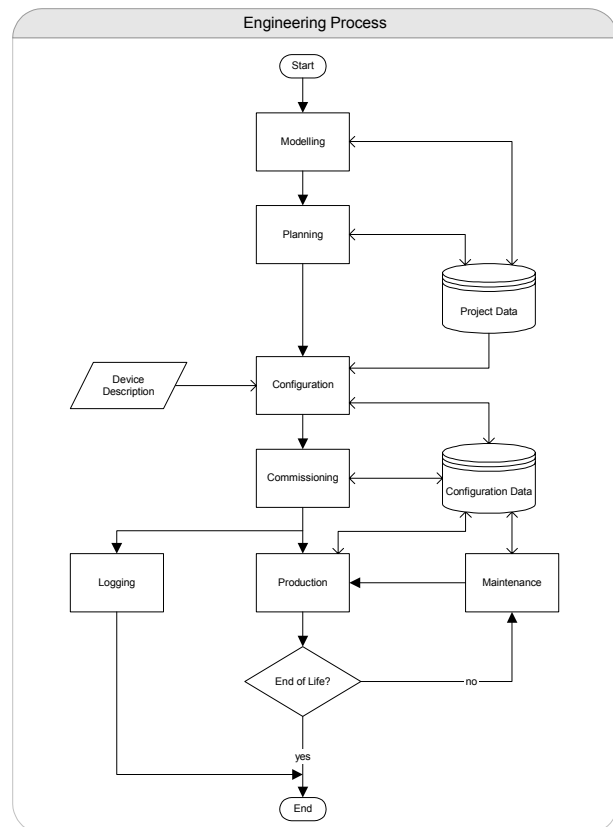 Engineering Process
Start
Modelling
Planning
Project Data
Device
Description
Configuration
Commissioning
Configuration Data
Logging
Production
Maintenance
End of Life?
no
yes
End